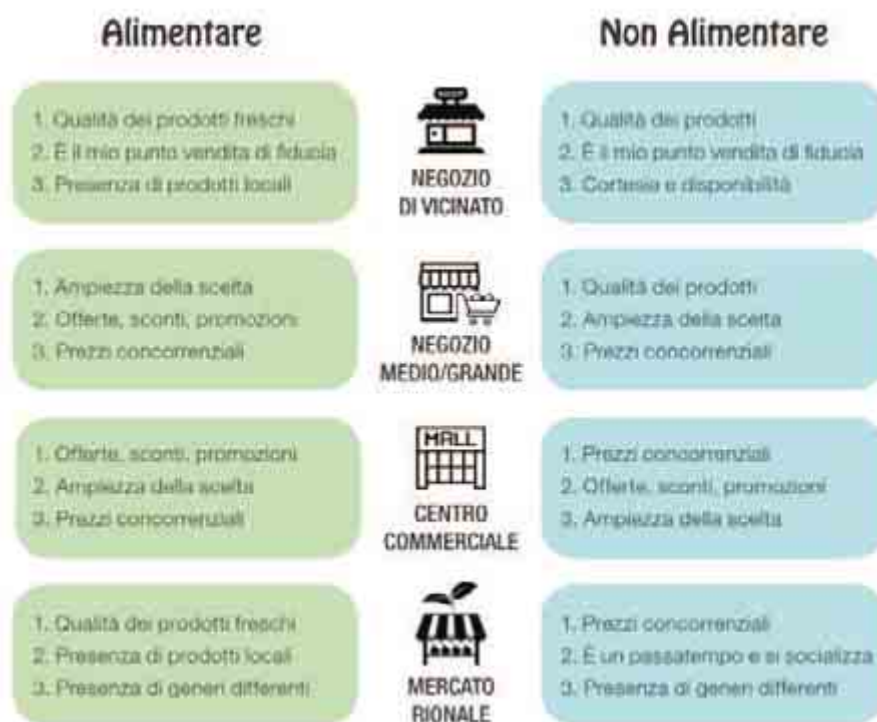 Alimentare
Non Alimentare
1. Qualità dei prodotti freschi
2. È il mio punto vendita di fiducia
3. Presenza di prodotti locali
NEGOZIO
DI VICINATO
1. Qualità dei prodotti
2. È il mio punto vendita di fiducia
3. Cortesia e disponibilità
1. Ampiezza della scelta
2. Offerte, sconti, promozioni
3. Prezzi concorrenziali
NEGOZIO
MEDIO/GRANDE
1. Qualità dei prodotti
2. Ampiezza della scelta
3. Prezzi concorrenziali
1. Offerte, sconti, promozioni
2. Ampiezza della scelta
3. Prezzi concorrenziali
MALL
CENTRO
COMMERCIALE
1. Prezzi concorrenziali
2. Offerte, sconti, promozioni
3. Ampiezza della scelta
1. Qualità dei prodotti freschi
2. Presenza di prodotti locali
3. Presenza di generi differenti
MERCATO
RIONALE
1. Prezzi concorrenziali
2. È un passatempo e si socializza
3. Presenza di generi differenti